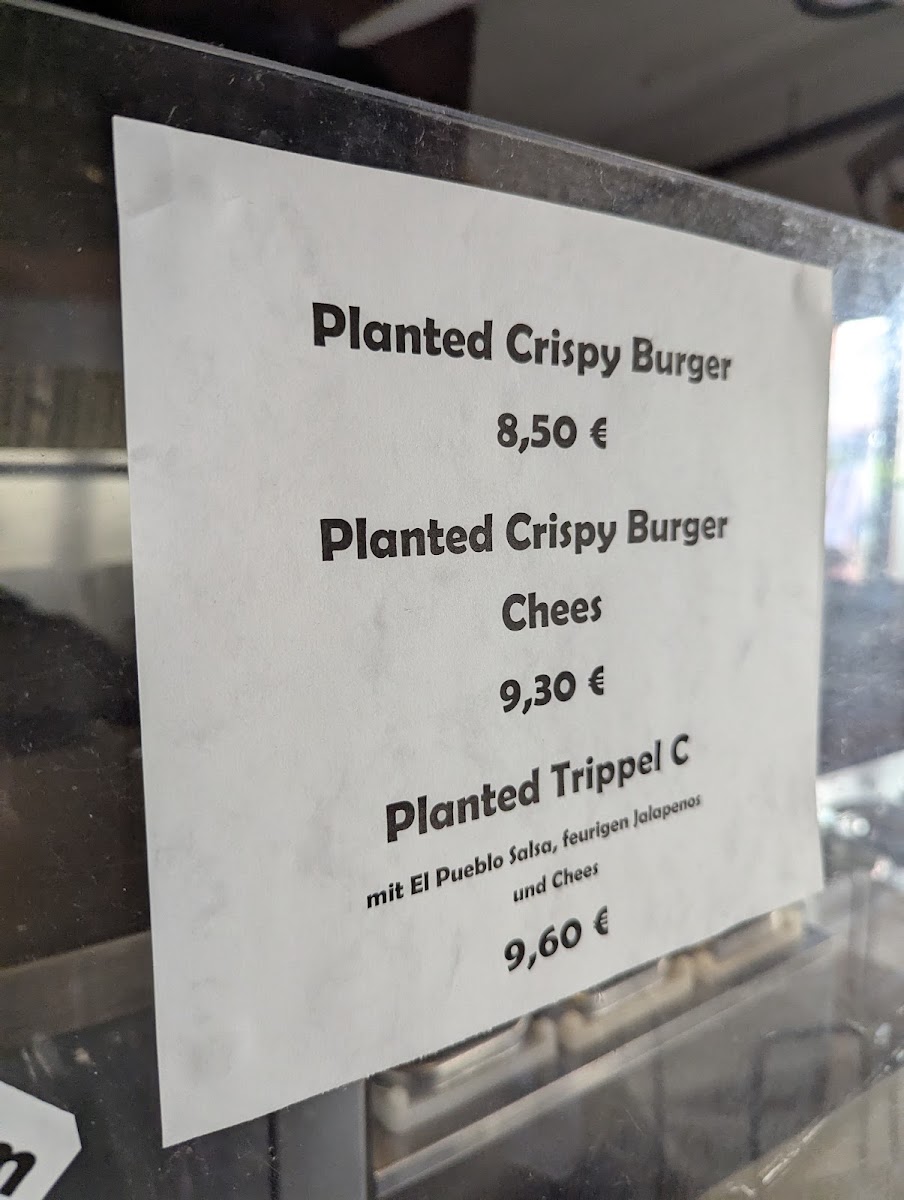 Planted Crispy Burger
8,50 €
Planted Crispy Burger
Chees
9,30 €
Planted Trippel C
mit El Pueblo Salsa, feurigen Jalapenos
und Chees
9,60 €